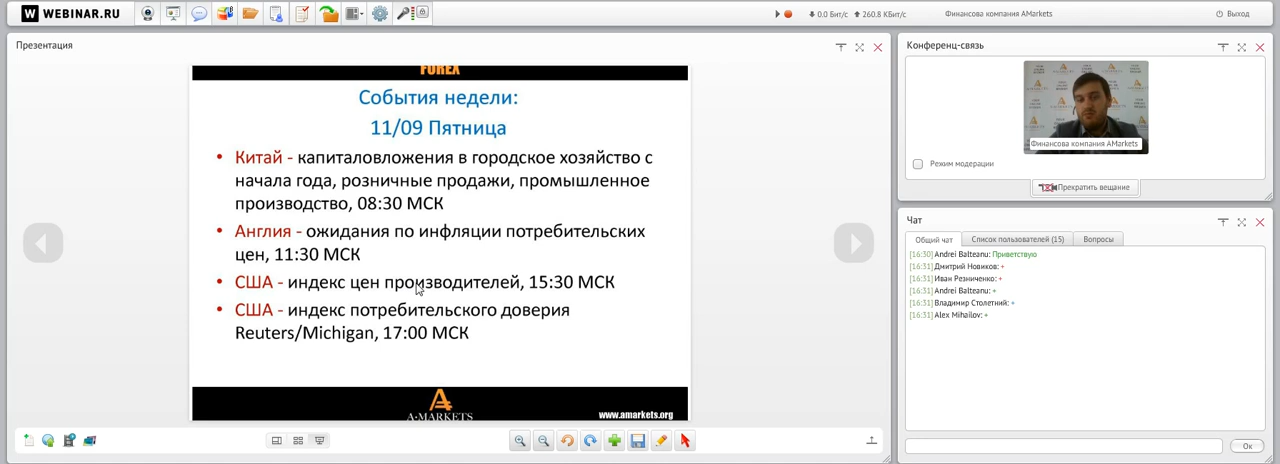 WEBINAR.RU
0.0 Бит/с
260.8 КБит/с
Финансова компания AMarkets
Выход
Презентация
FOREX
События недели:
11/09 Пятница
• Китай - капиталовложения в городское хозяйство с
начала года, розничные продажи, промышленное
производство, 08:30 МСК
• Англия - ожидания по инфляции потребительских
цен, 11:30 МСК
• США - индекс цен производителей, 15:30 МСК
• США - индекс потребительского доверия
Reuters/Michigan, 17:00 МСК
A-MARKETS
www.amarkets.org
Конференц-связь
Финансова компания AMarkets
Режим модерации
Прекратить вещание
Чат
Общий чат
Список пользователей (15)
Вопросы
[16:30] Andrei Balteanu: Приветствую
[16:31] Дмитрий Новиков: +
[16:31] Иван Резниченко: +
[16:31] Andrei Balteanu: +
[16:31] Владимир Столетний: +
[16:31] Alex Mihailov: +
Ок